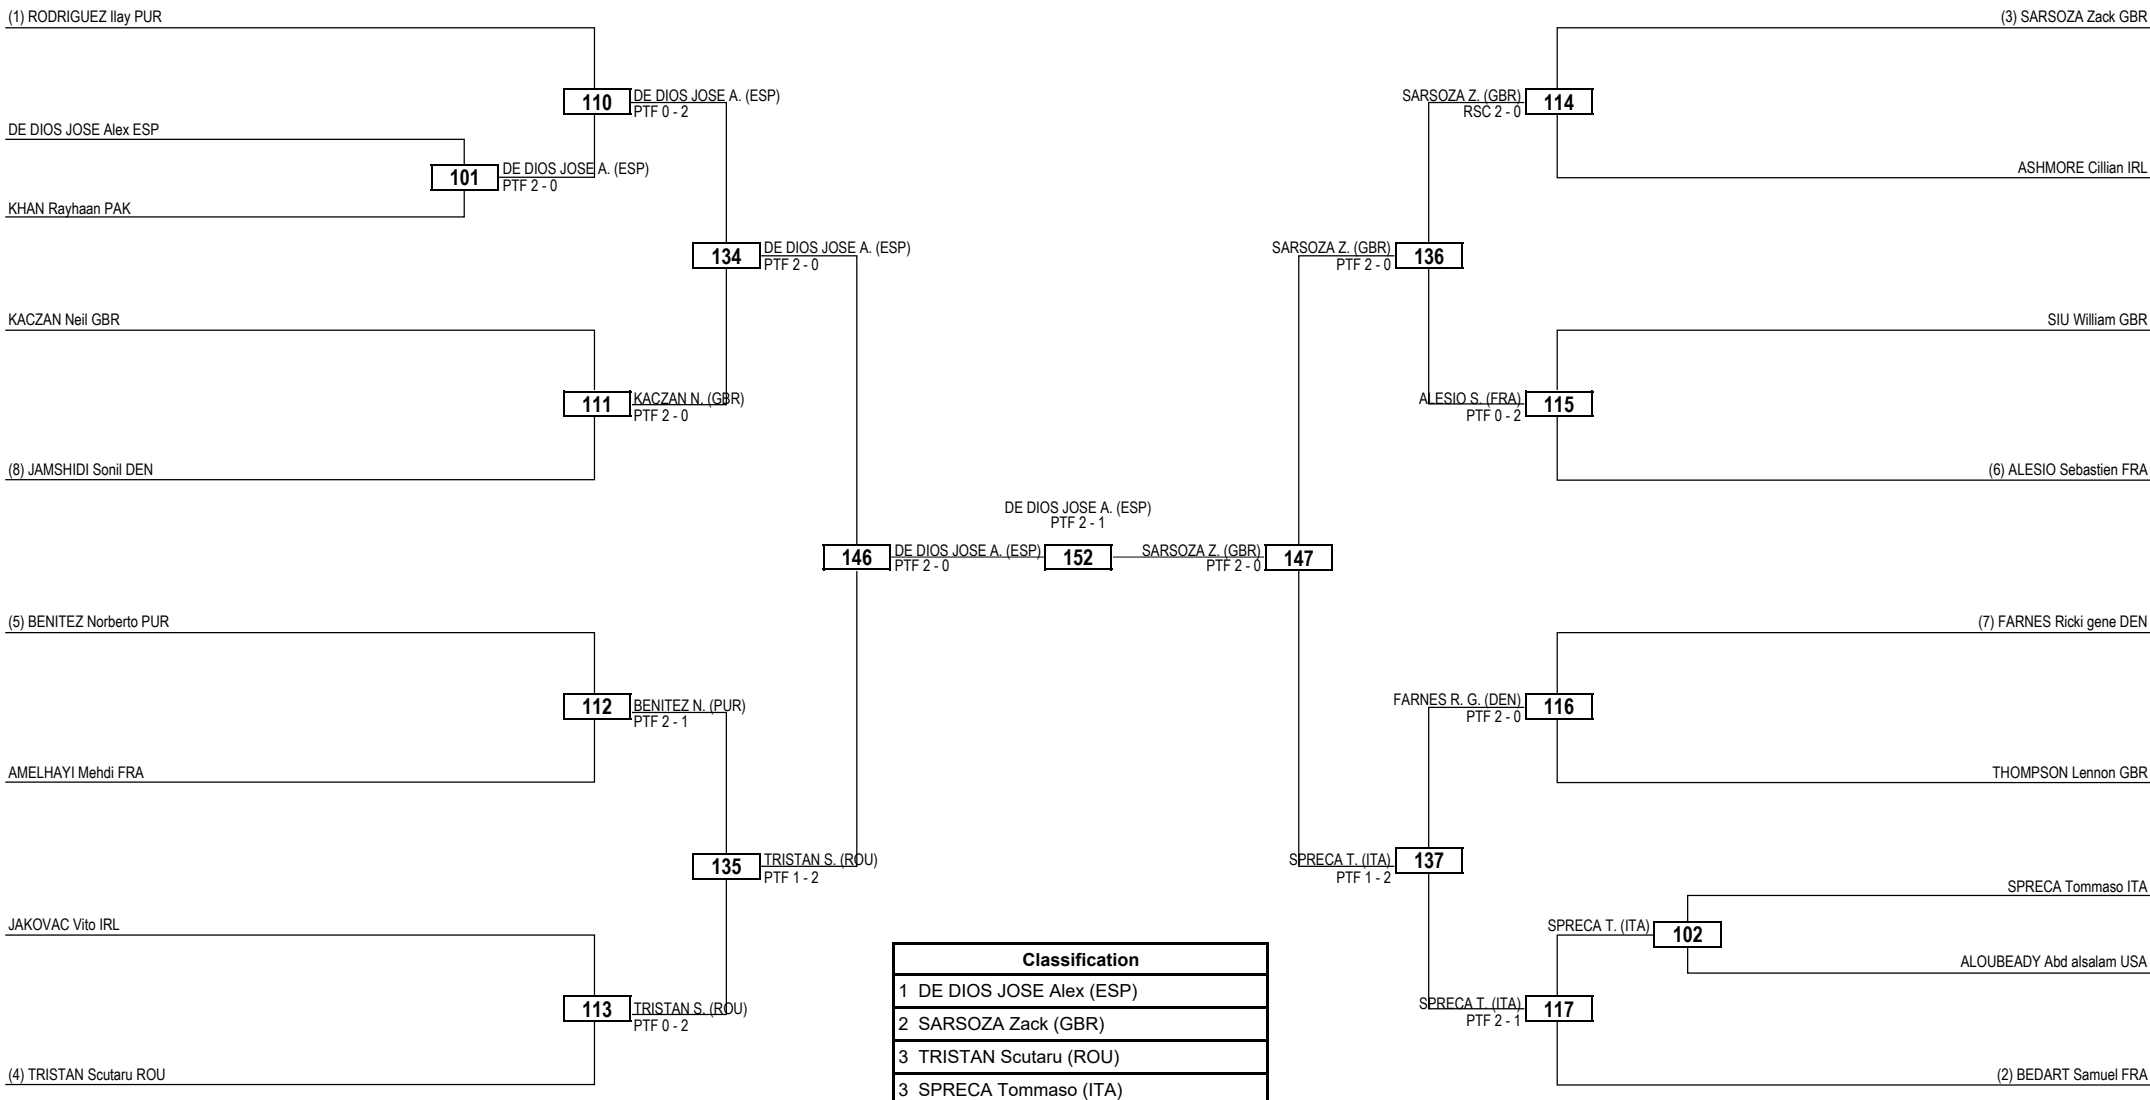 (1) RODRIGUEZ Ilay PUR
(3) SARSOZA Zack GBR
110
DE DIOS JOSE A. (ESP)
PTF 0 - 2
SARSOZA Z. (GBR)
RSC 2 - 0
114
DE DIOS JOSE Alex ESP
101
DE DIOS JOSE A. (ESP)
PTF 2 - 0
ASHMORE Cillian IRL
KHAN Rayhaan PAK
134
DE DIOS JOSE A. (ESP)
PTF 2 - 0
SARSOZA Z. (GBR)
PTF 2 - 0
136
KACZAN Neil GBR
SIU William GBR
111
KACZAN N. (GBR)
PTF 2 - 0
ALESIO S. (FRA)
PTF 0 - 2
115
(8) JAMSHIDI Sonil DEN
(6) ALESIO Sebastien FRA
DE DIOS JOSE A. (ESP)
PTF 2 - 1
146
DE DIOS JOSE A. (ESP)
PTF 2 - 0
152
SARSOZA Z. (GBR)
PTF 2 - 0
147
(5) BENITEZ Norberto PUR
(7) FARNES Ricki gene DEN
112
BENITEZ N. (PUR)
PTF 2 - 1
FARNES R. G. (DEN)
PTF 2 - 0
116
AMELHAYI Mehdi FRA
THOMPSON Lennon GBR
135
TRISTAN S. (ROU)
PTF 1 - 2
SPRECA T. (ITA)
PTF 1 - 2
137
SPRECA Tommaso ITA
JAKOVAC Vito IRL
SPRECA T. (ITA)
102
ALOUBEADY Abd alsalam USA
113
TRISTAN S. (ROU)
PTF 0 - 2
SPRECA T. (ITA)
PTF 2 - 1
117
(4) TRISTAN Scutaru ROU
(2) BEDART Samuel FRA
Classification
1 DE DIOS JOSE Alex (ESP)
2 SARSOZA Zack (GBR)
3 TRISTAN Scutaru (ROU)
3 SPRECA Tommaso (ITA)